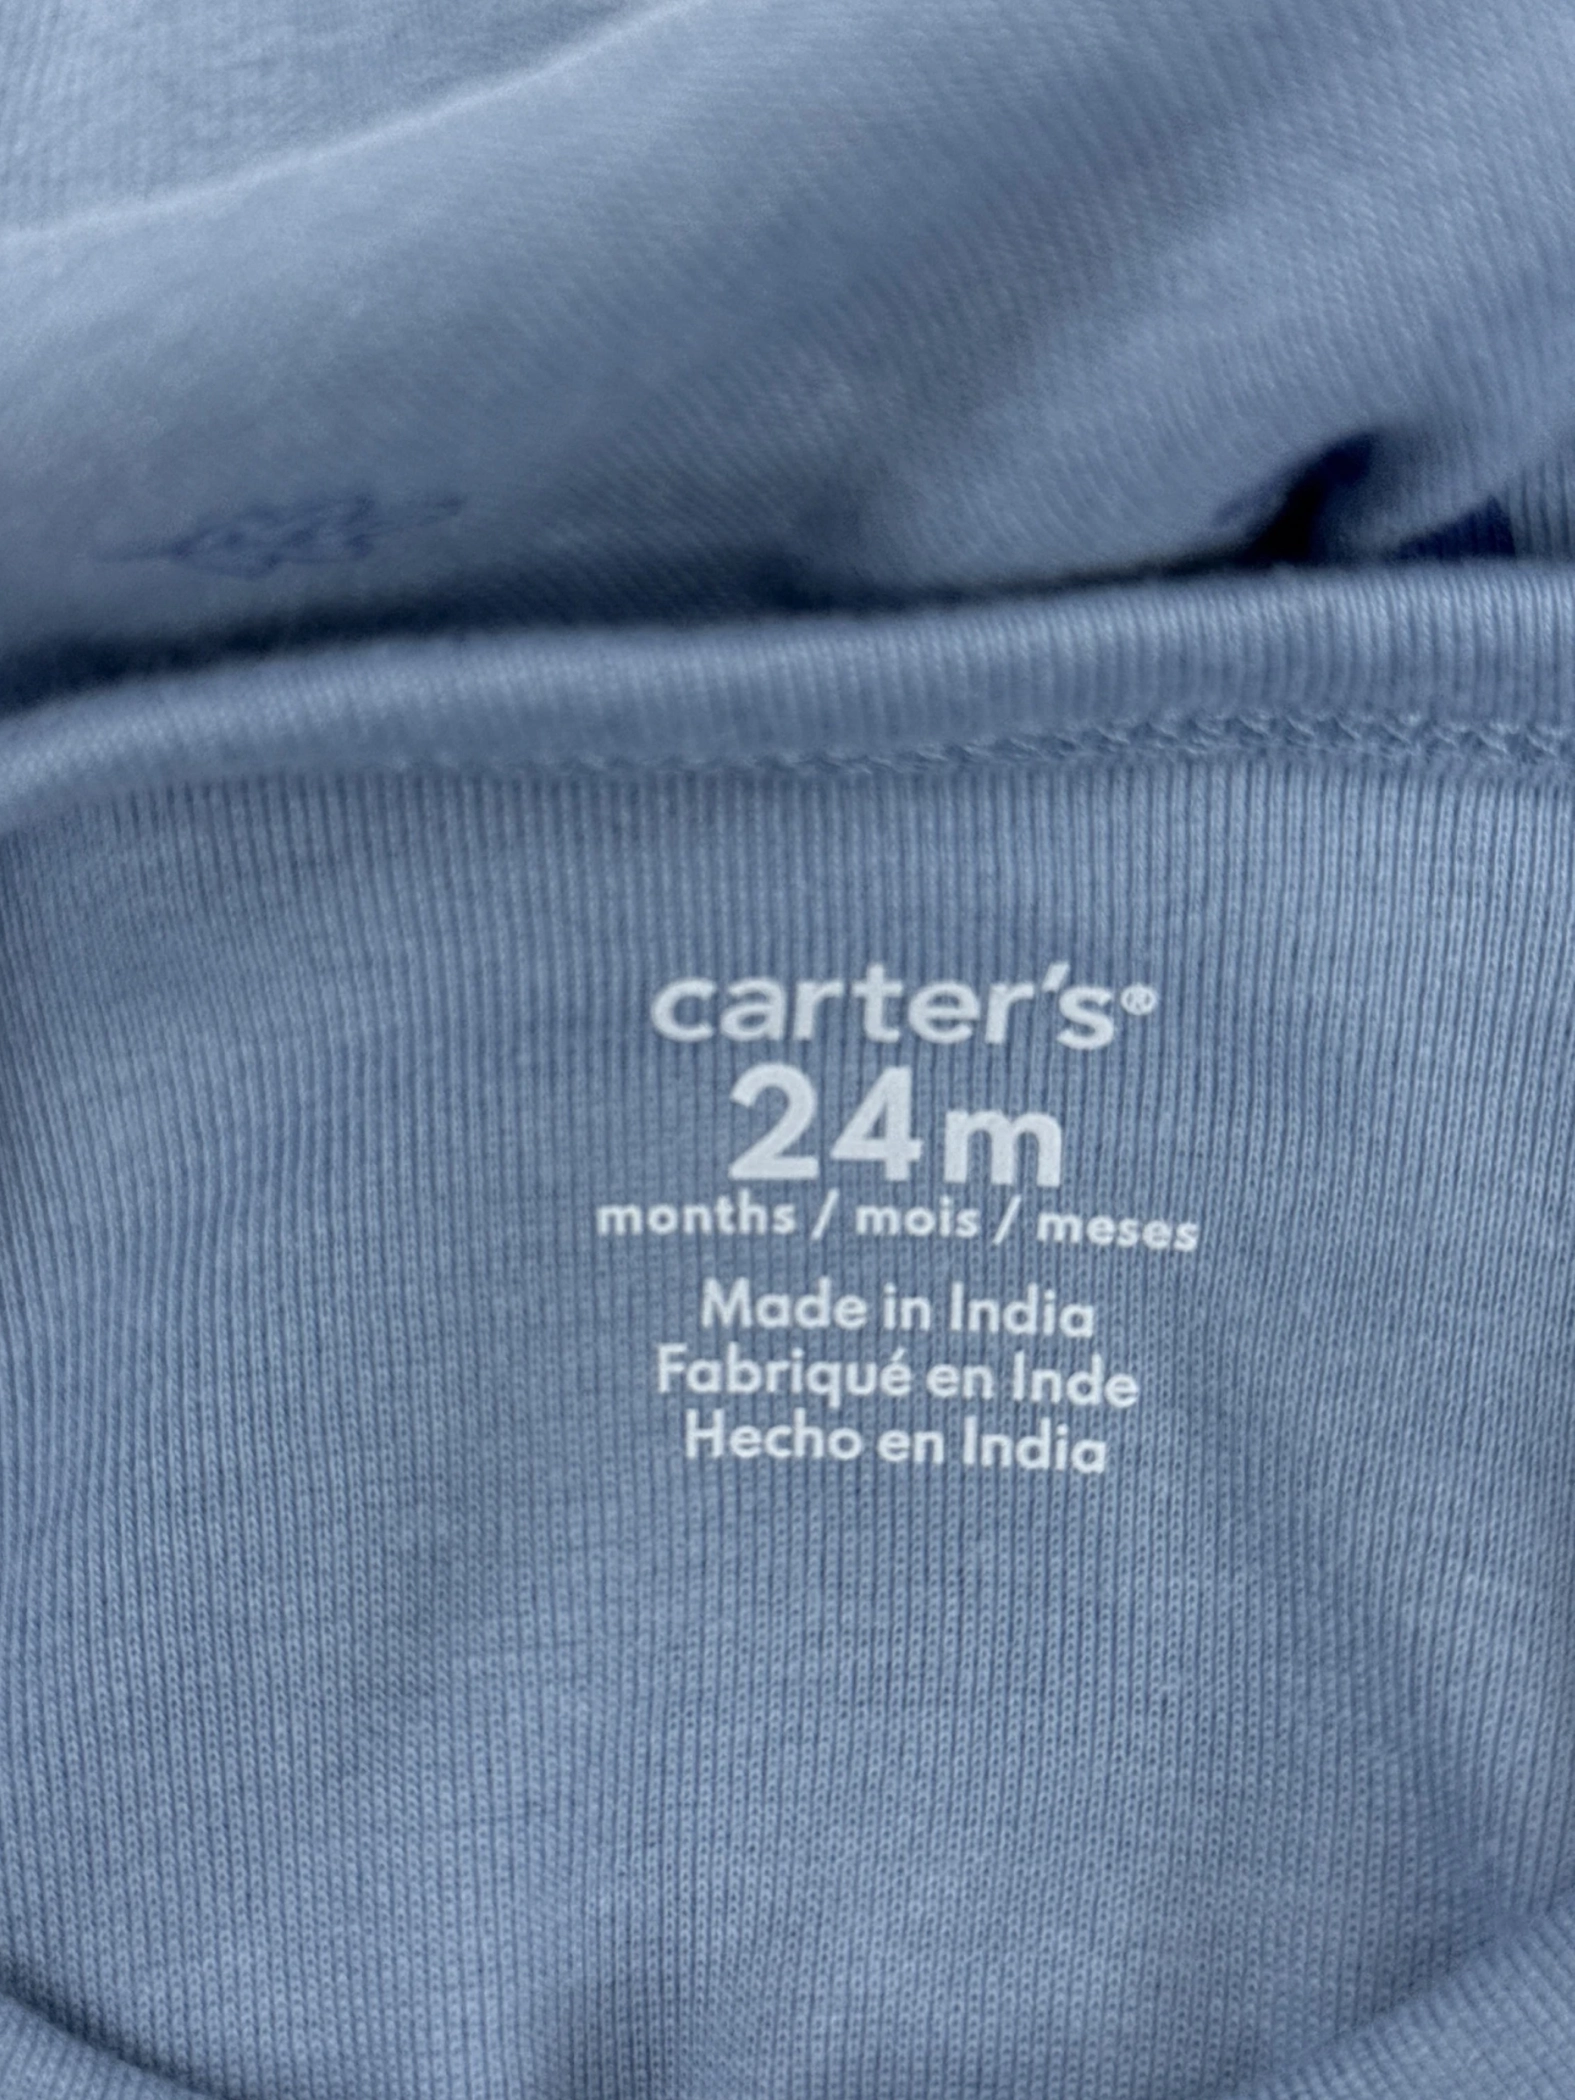 carter's®
24m
months / mois / meses
Made in India
Fabriqué en Inde
Hecho en India